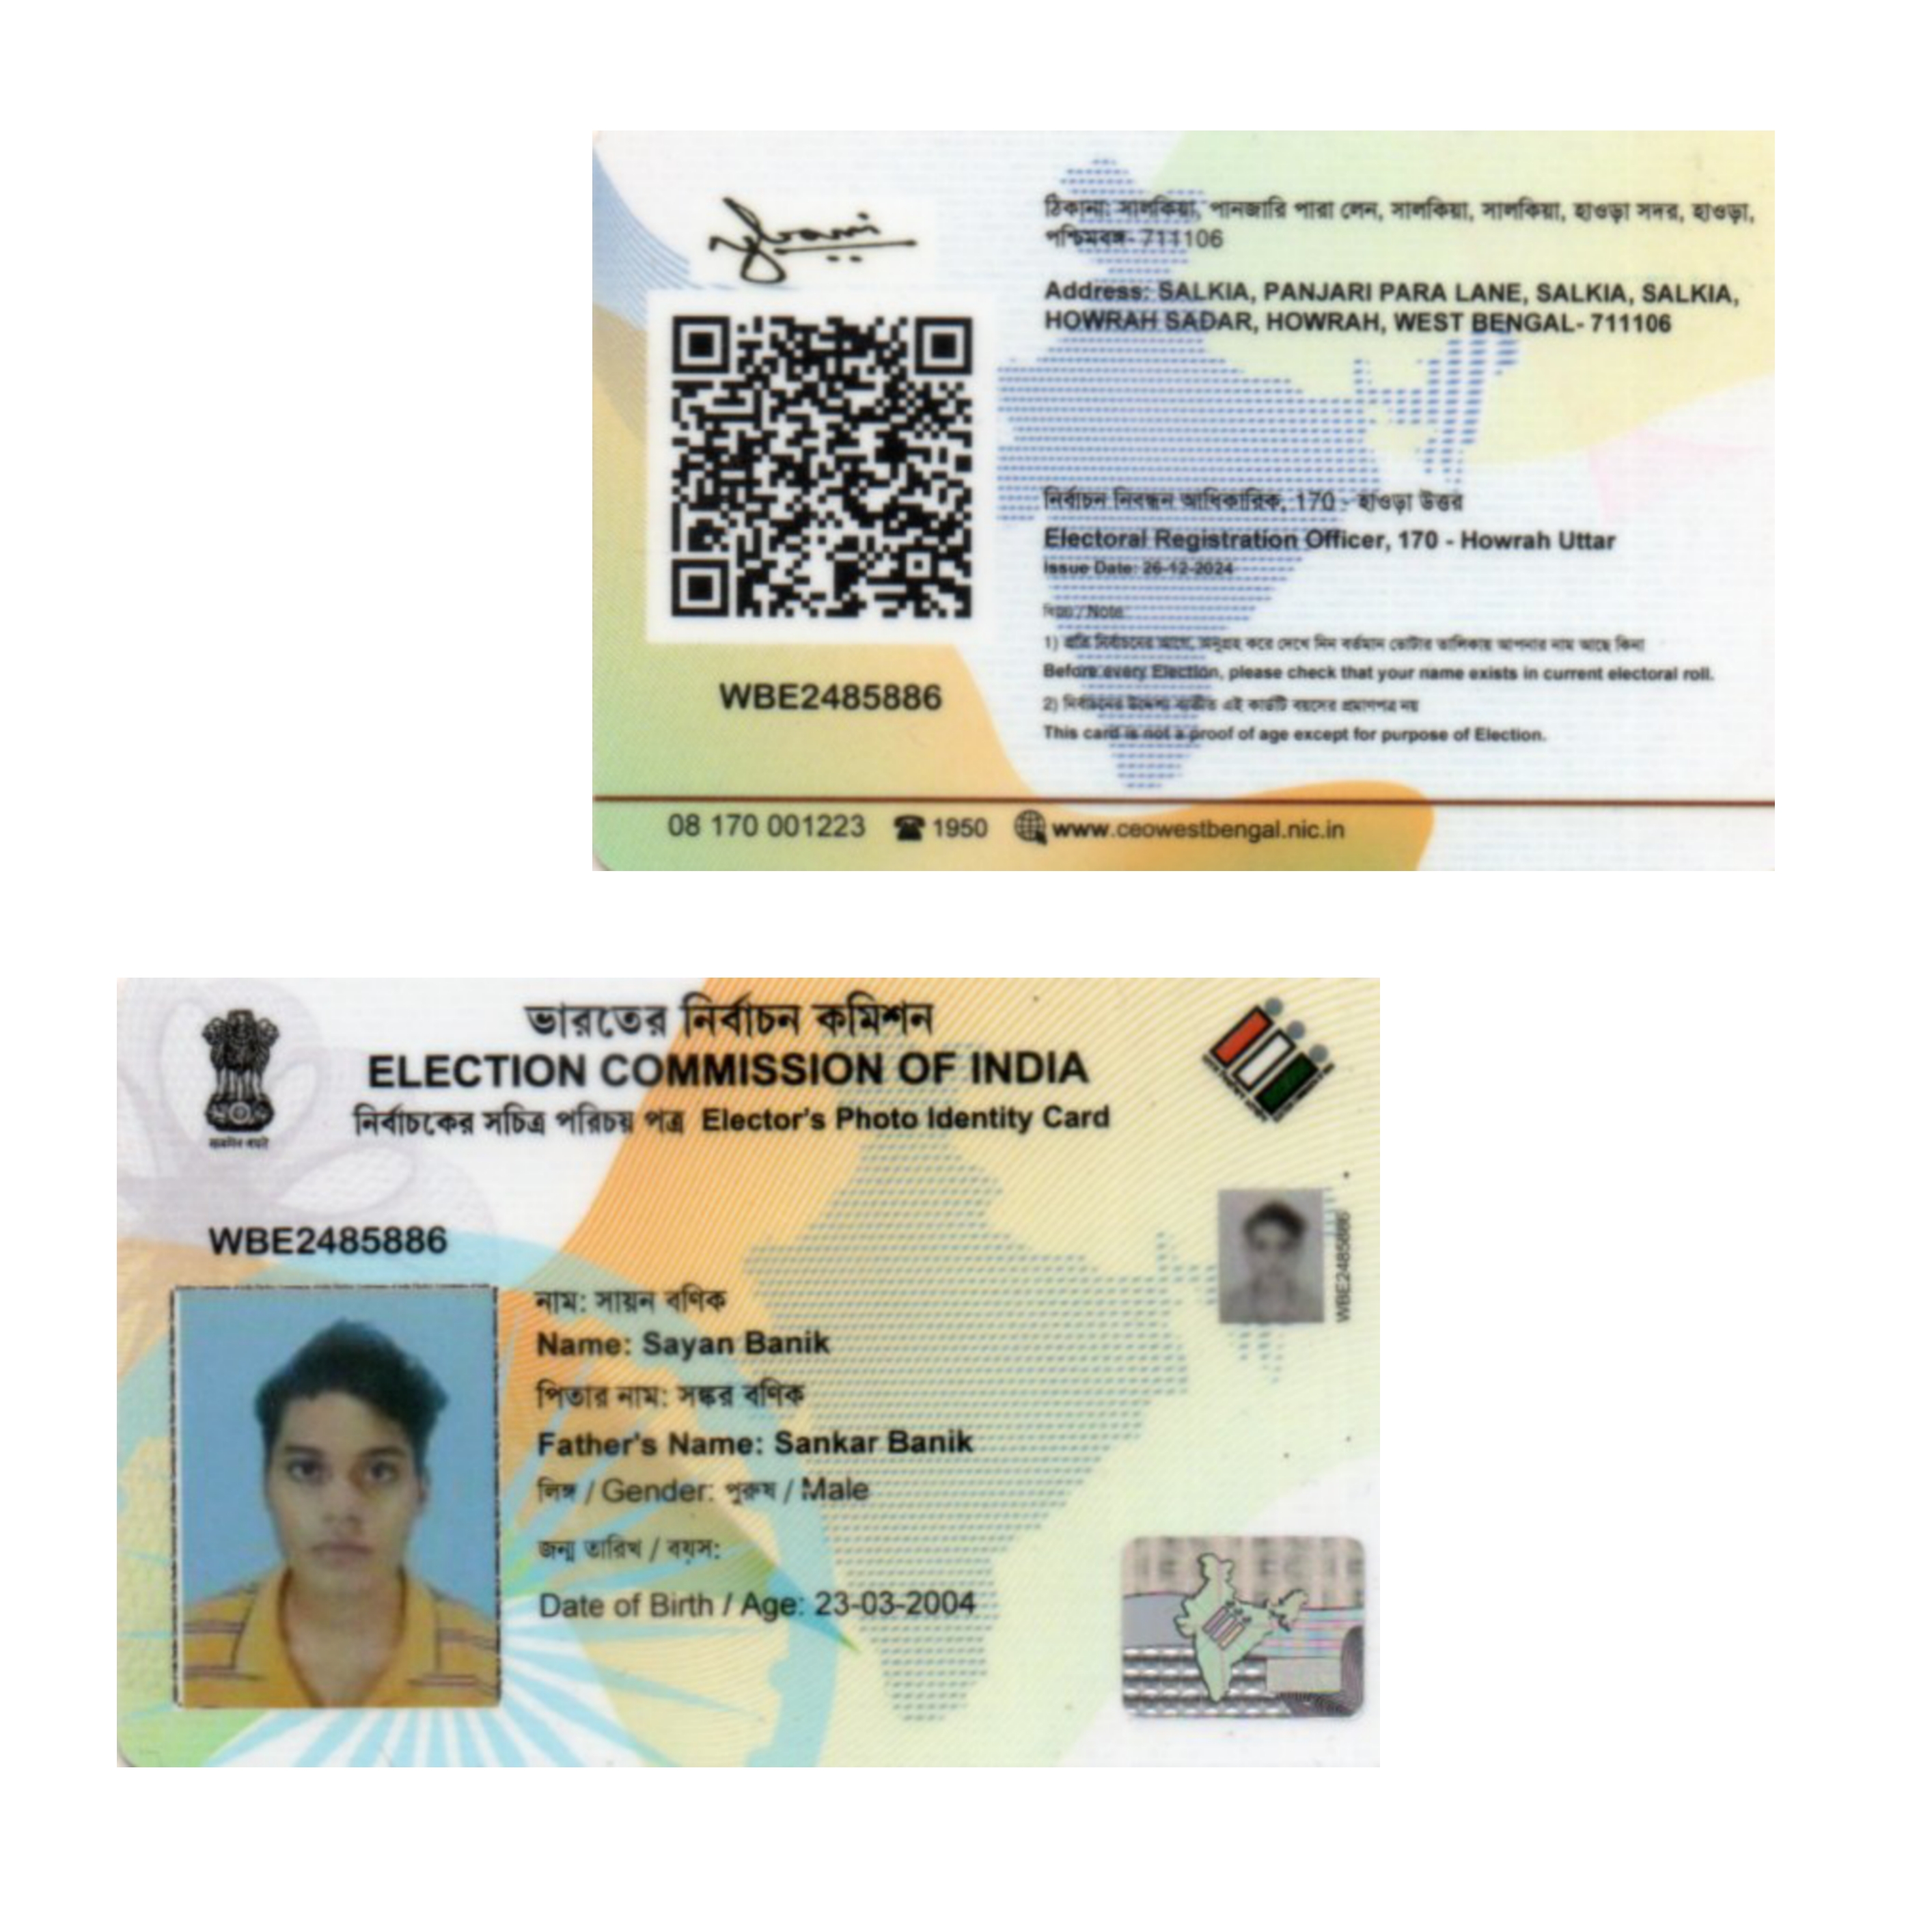 ঠিকানা: সালকিয়া, পানজারি পারা লেন, সালকিয়া, সালকিয়া, হাওড়া সদর, হাওড়া,
পশ্চিমবঙ্গ- 711106
Address: SALKIA, PANJARI PARA LANE, SALKIA, SALKIA,
HOWRAH SADAR, HOWRAH, WEST BENGAL- 711106
নির্বাচন নিবন্ধন আধিকারিক, 170 - হাওড়া উত্তর
Electoral Registration Officer, 170 - Howrah Uttar
Issue Date: 26-12-2024
/ Note
1) প্রতি নির্বাচনের আগে, অনুগ্রহ করে দেখে নিন বর্তমান ভোটার তালিকায় আপনার নাম আছে কিনা
Before every Election, please check that your name exists in current electoral roll.
2) নির্বাচনের উদ্দেশ্য ব্যতীত এই কার্ডটি বয়সের প্রমাণপত্র নয়
This card is not a proof of age except for purpose of Election.
WBE2485886
08 170 001223 1950 www.ceowestbengal.nic.in
ভারতের নির্বাচন কমিশন
ELECTION COMMISSION OF INDIA
নির্বাচকের সচিত্র পরিচয় পত্র Elector's Photo Identity Card
WBE2485886
WBE2485886
নাম: সায়ন বণিক
Name: Sayan Banik
পিতার নাম: সঙ্কর বণিক
Father's Name: Sankar Banik
লিঙ্গ / Gender: পুরুষ / Male
জন্ম তারিখ / বয়স:
Date of Birth / Age: 23-03-2004